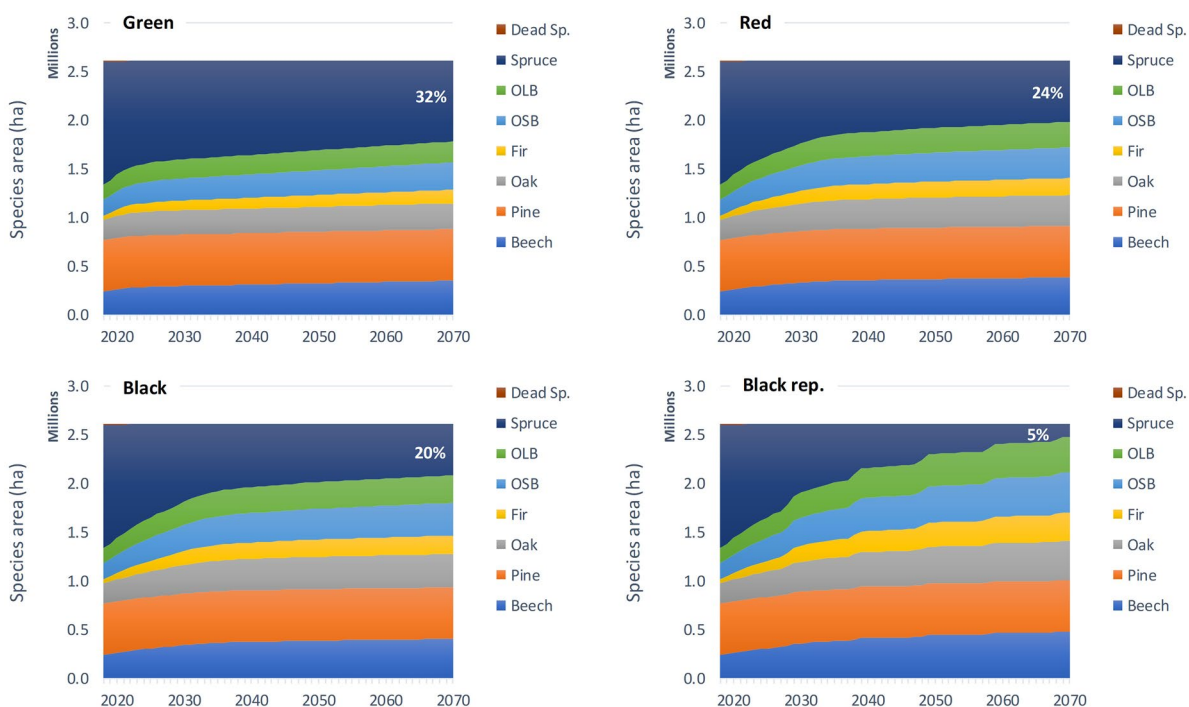 Green
Millions
Species area (ha)
3.0
2.5
2.0
1.5
1.0
0.5
0.0
32%
2020 2030 2040 2050 2060 2070
Dead Sp.
Spruce
OLB
OSB
Fir
Oak
Pine
Beech
Red
Millions
Species area (ha)
3.0
2.5
2.0
1.5
1.0
0.5
0.0
24%
2020 2030 2040 2050 2060 2070
Dead Sp.
Spruce
OLB
OSB
Fir
Oak
Pine
Beech
Black
Millions
Species area (ha)
3.0
2.5
2.0
1.5
1.0
0.5
0.0
20%
2020 2030 2040 2050 2060 2070
Dead Sp.
Spruce
OLB
OSB
Fir
Oak
Pine
Beech
Black rep.
Millions
Species area (ha)
3.0
2.5
2.0
1.5
1.0
0.5
0.0
5%
2020 2030 2040 2050 2060 2070
Dead Sp.
Spruce
OLB
OSB
Fir
Oak
Pine
Beech